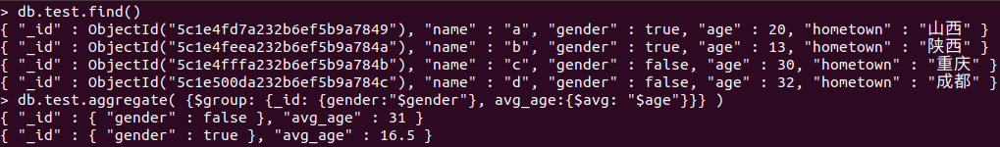 > db.test.find()
{ "_id" : ObjectId("5c1e4fd7a232b6ef5b9a7849"), "name" : "a", "gender" : true, "age" : 20, "hometown" : "山西" }
{ "_id" : ObjectId("5c1e4feea232b6ef5b9a784a"), "name" : "b", "gender" : true, "age" : 13, "hometown" : "陕西" }
{ "_id" : ObjectId("5c1e4fffa232b6ef5b9a784b"), "name" : "c", "gender" : false, "age" : 30, "hometown" : "重庆" }
{ "_id" : ObjectId("5c1e500da232b6ef5b9a784c"), "name" : "d", "gender" : false, "age" : 32, "hometown" : "成都" }
> db.test.aggregate( {$group: {_id: {gender:"$gender"}, avg_age:{$avg: "$age"}}} )
{ "_id" : { "gender" : false }, "avg_age" : 31 }
{ "_id" : { "gender" : true }, "avg_age" : 16.5 }